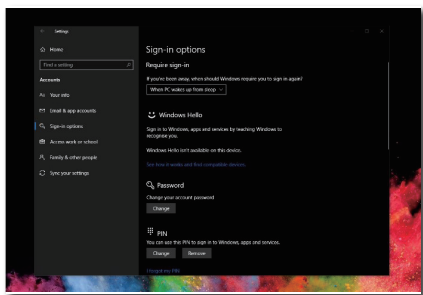 Settings
Home
Find a setting
Accounts
Your info
Email & app accounts
Sign-in options
Access work or school
Family & other people
Sync your settings
Sign-in options
Require sign-in
If you've been away, when should Windows require you to sign in again?
When PC wakes up from sleep
Windows Hello
Sign in to Windows, apps and services by teaching Windows to
recognize you.
Windows Hello isn't available on this device.
See how it works and find compatible devices.
Password
Change your account password
Change
PIN
You can use this PIN to sign in to Windows, apps and services.
Change Remove
I forgot my PIN